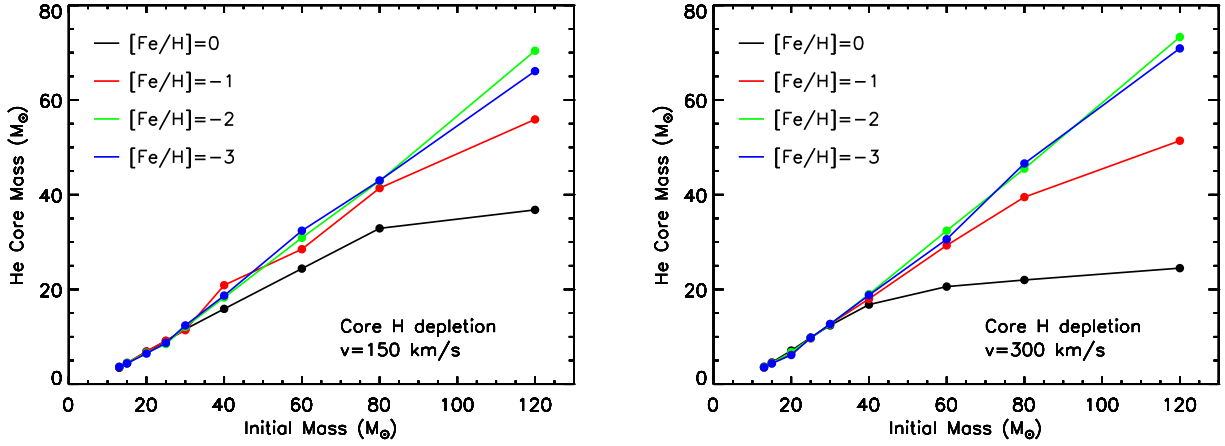 80
60
40
20
0
He Core Mass (M☉)
[Fe/H]=0
[Fe/H]=−1
[Fe/H]=−2
[Fe/H]=−3
Core H depletion
v=150 km/s
0 20 40 60 80 100 120
Initial Mass (M☉)
80
60
40
20
0
He Core Mass (M☉)
[Fe/H]=0
[Fe/H]=−1
[Fe/H]=−2
[Fe/H]=−3
Core H depletion
v=300 km/s
0 20 40 60 80 100 120
Initial Mass (M☉)